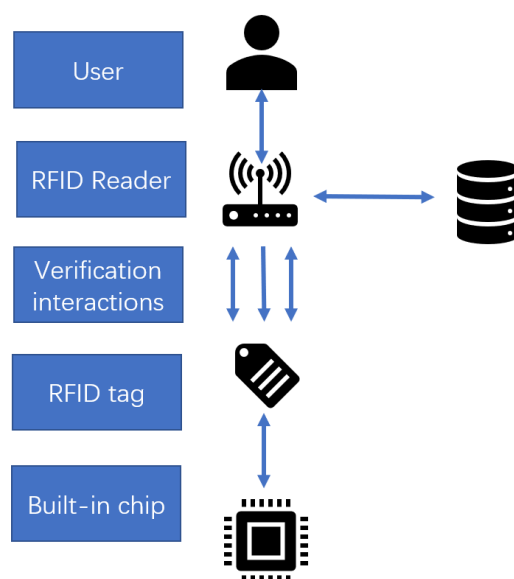 User
RFID Reader
Verification
interactions
RFID tag
Built-in chip